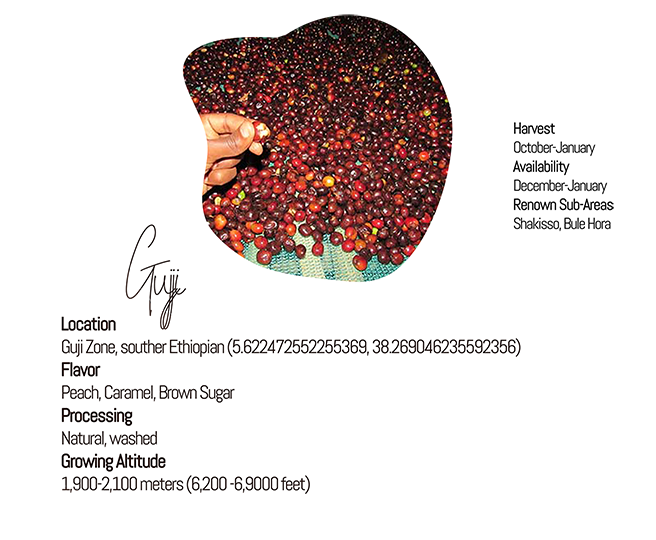 Harvest
October-January
Availability
December-January
Renown Sub-Areas
Shakisso, Bule Hora
Guji
Location
Guji Zone, souther Ethiopian (5.622472552255369, 38.269046235592356)
Flavor
Peach, Caramel, Brown Sugar
Processing
Natural, washed
Growing Altitude
1,900-2,100 meters (6,200 -6,9000 feet)